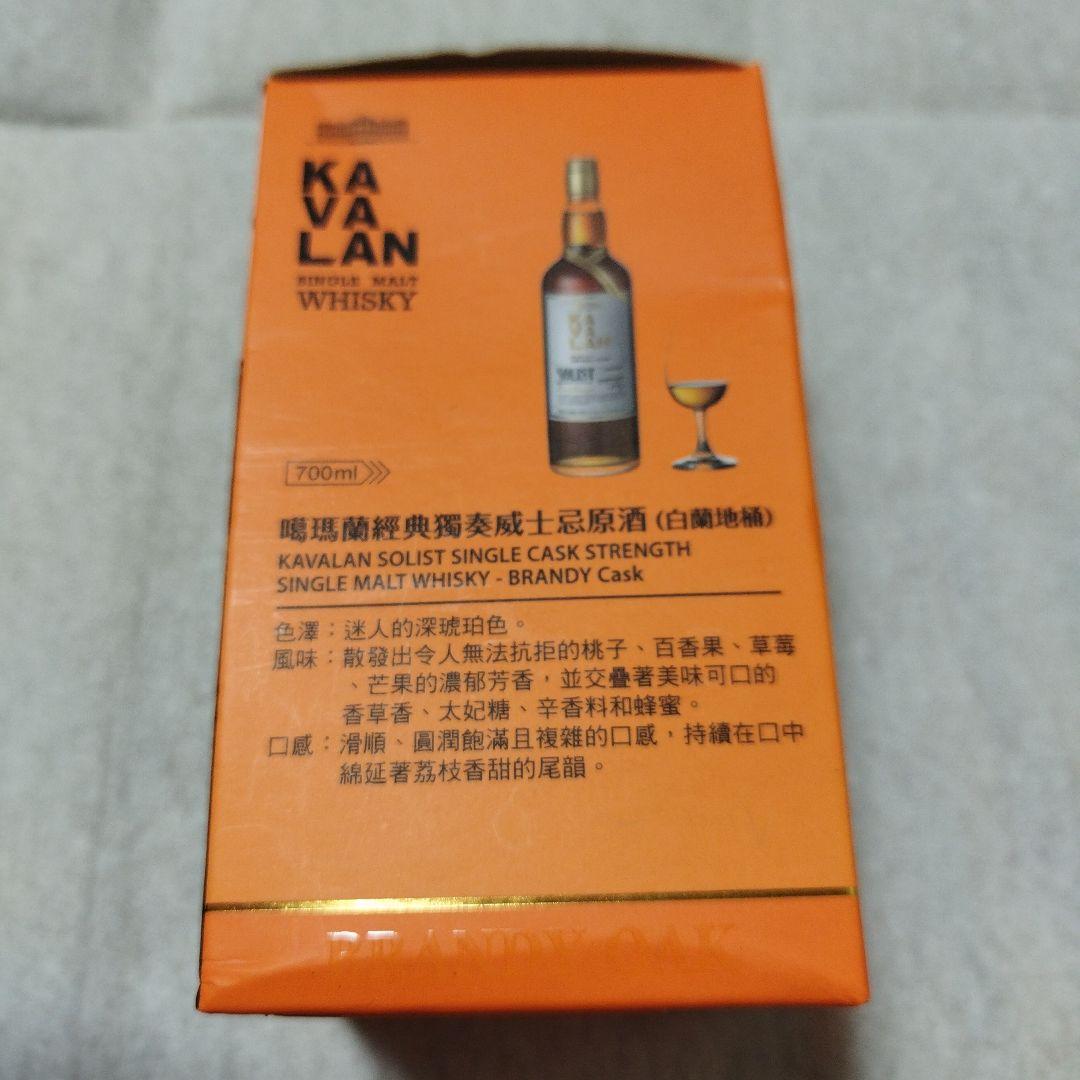 KA
VA
LAN
SINGLE MALT
WHISKY
KA
VA
LAN
SOLIST
700ml
噶瑪蘭經典獨奏威士忌原酒(白蘭地桶)
KAVALAN SOLIST SINGLE CASK STRENGTH
SINGLE MALT WHISKY - BRANDY Cask
色澤:迷人的深琥珀色。
風味:散發出令人無法抗拒的桃子、百香果、草莓
、芒果的濃郁芳香,並交疊著美味可口的
香草香、太妃糖、辛香料和蜂蜜。
口感:滑順、圓潤飽滿且複雜的口感,持續在口中
綿延著荔枝香甜的尾韻。
BRANDY OAK